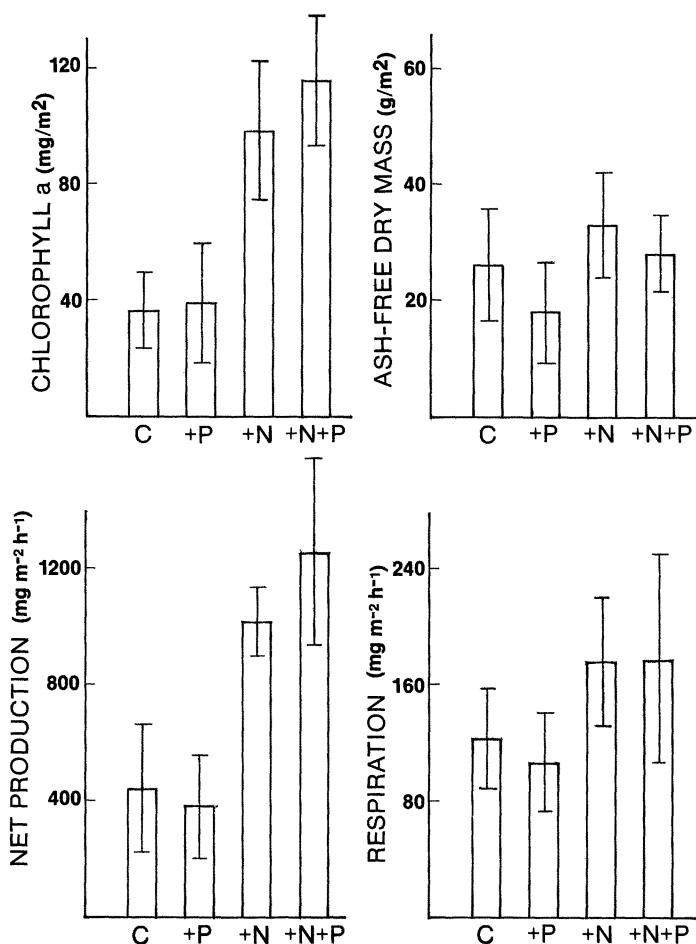 CHLOROPHYLL a (mg/m²)
120
80
40
C +P +N +N+P
ASH-FREE DRY MASS (g/m²)
60
40
20
C +P +N +N+P
NET PRODUCTION (mg m⁻² h⁻¹)
1200
800
400
C +P +N +N+P
RESPIRATION (mg m⁻² h⁻¹)
240
160
80
C +P +N +N+P